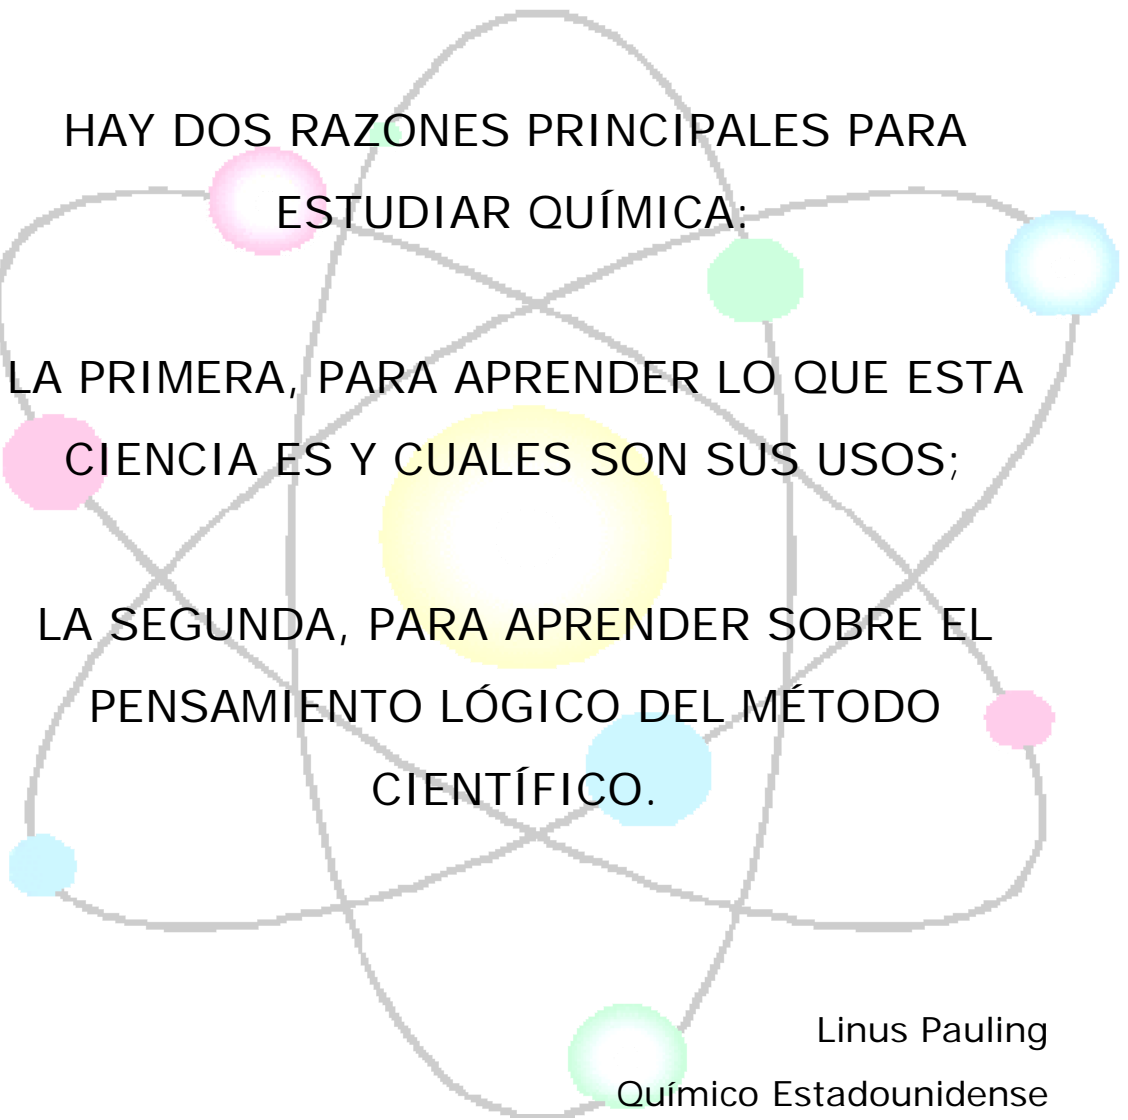 HAY DOS RAZONES PRINCIPALES PARA
ESTUDIAR QUÍMICA:
LA PRIMERA, PARA APRENDER LO QUE ESTA
CIENCIA ES Y CUALES SON SUS USOS;
LA SEGUNDA, PARA APRENDER SOBRE EL
PENSAMIENTO LÓGICO DEL MÉTODO
CIENTÍFICO.
Linus Pauling
Químico Estadounidense